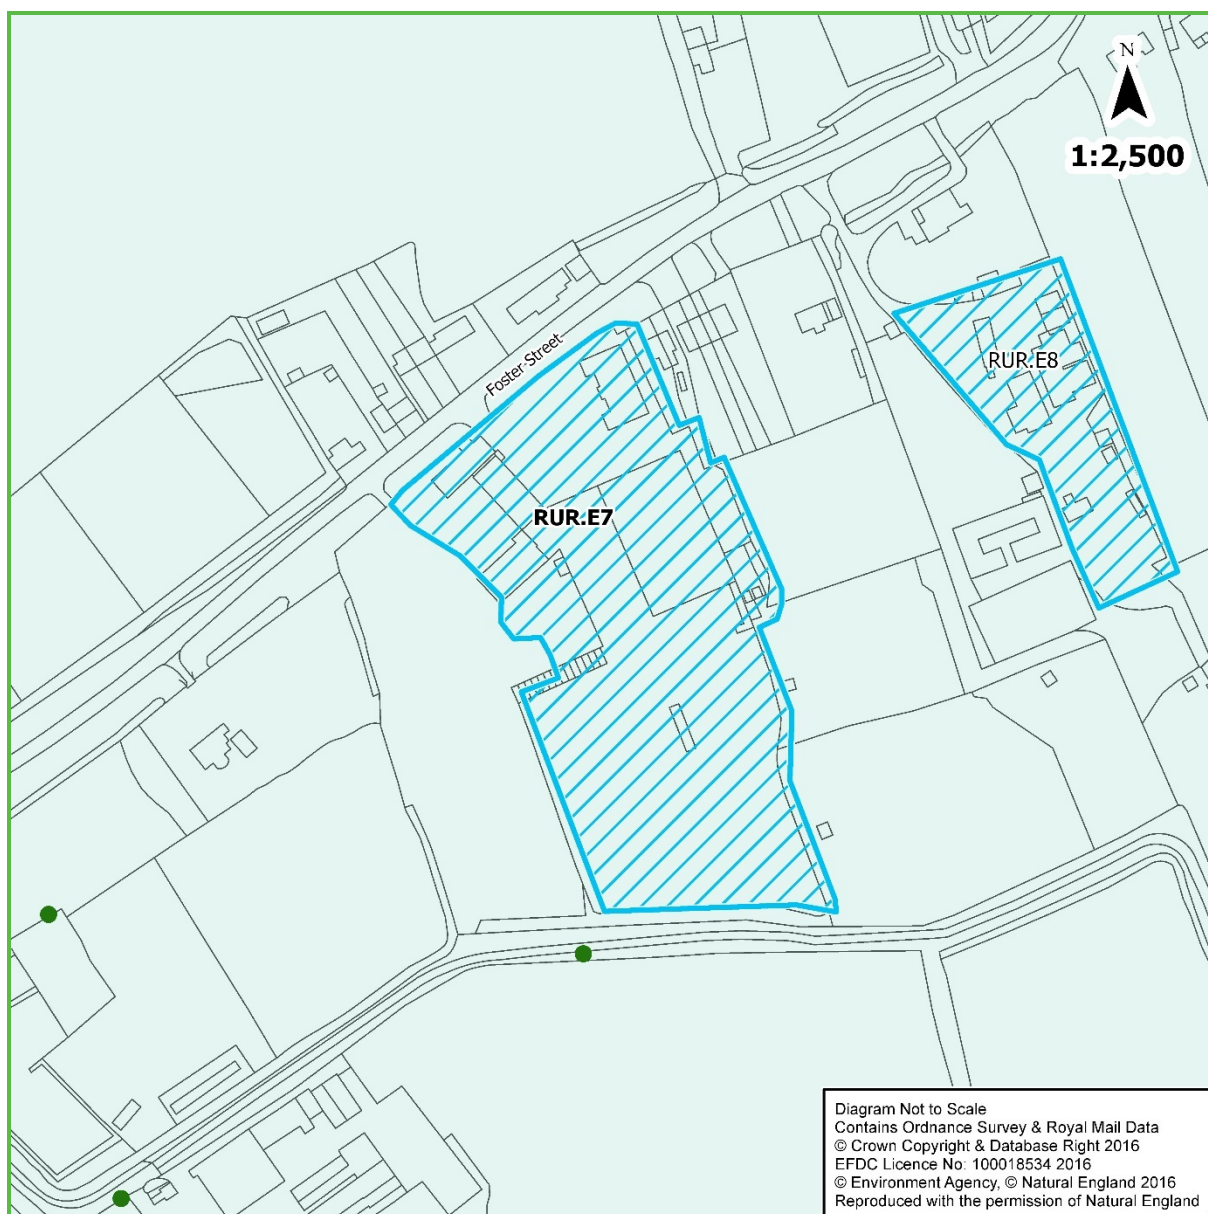 N
1:2,500
Foster Street
RUR.E8
RUR.E7
Diagram Not to Scale
Contains Ordnance Survey & Royal Mail Data
© Crown Copyright & Database Right 2016
EFDC Licence No: 100018534 2016
© Environment Agency, © Natural England 2016
Reproduced with the permission of Natural England